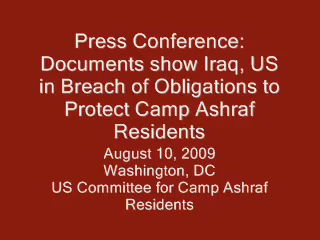 Press Conference:
Documents show Iraq, US
in Breach of Obligations to
Protect Camp Ashraf
Residents
August 10, 2009
Washington, DC
US Committee for Camp Ashraf
Residents